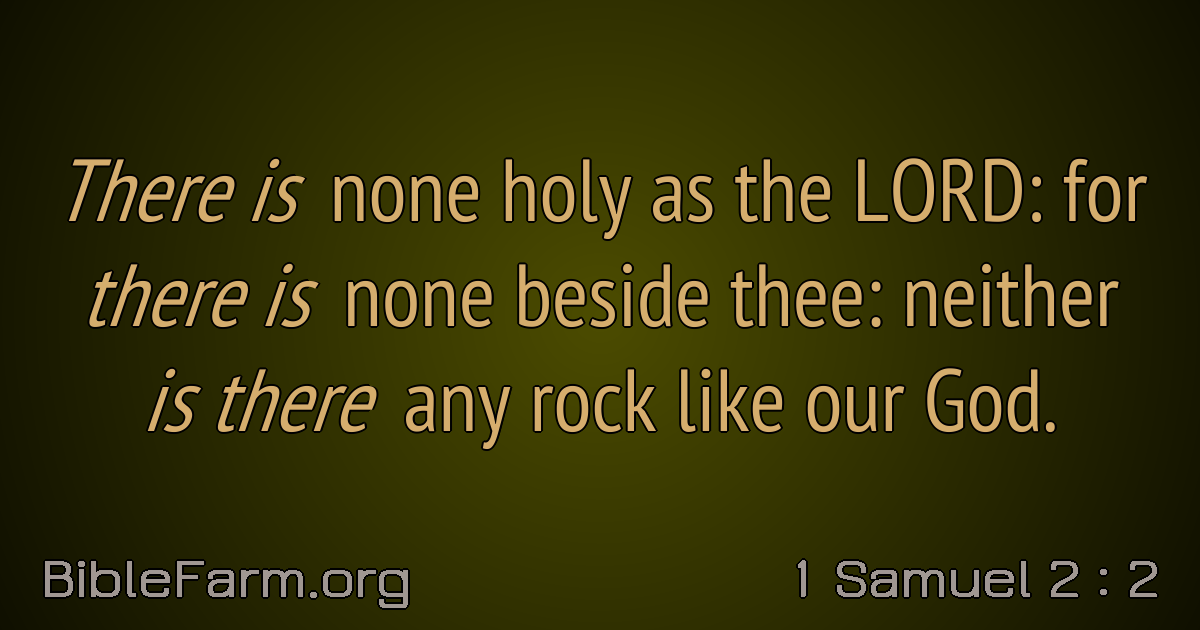 There is none holy as the LORD: for
there is none beside thee: neither
is there any rock like our God.
BibleFarm.org
1 Samuel 2 : 2